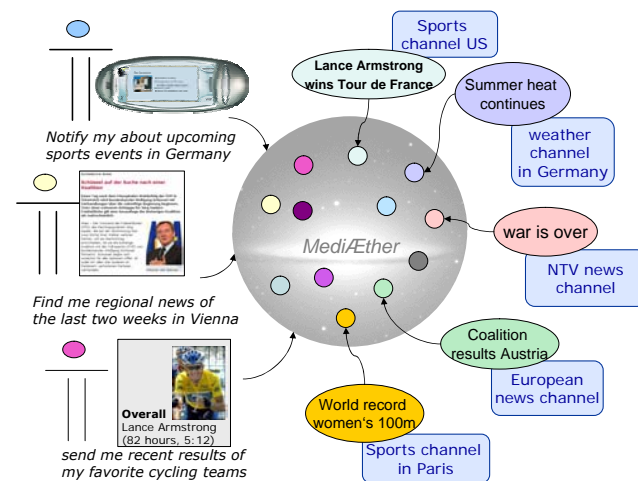 Sports
channel US
Lance Armstrong
wins Tour de France
Summer heat
continues
weather
channel
in Germany
Notify my about upcoming
sports events in Germany
war is over
NTV news
channel
MediÆther
Find me regional news of
the last two weeks in Vienna
Coalition
results Austria
European
news channel
Overall
Lance Armstrong
(82 hours, 5:12)
World record
women's 100m
Sports channel
in Paris
send me recent results of
my favorite cycling teams